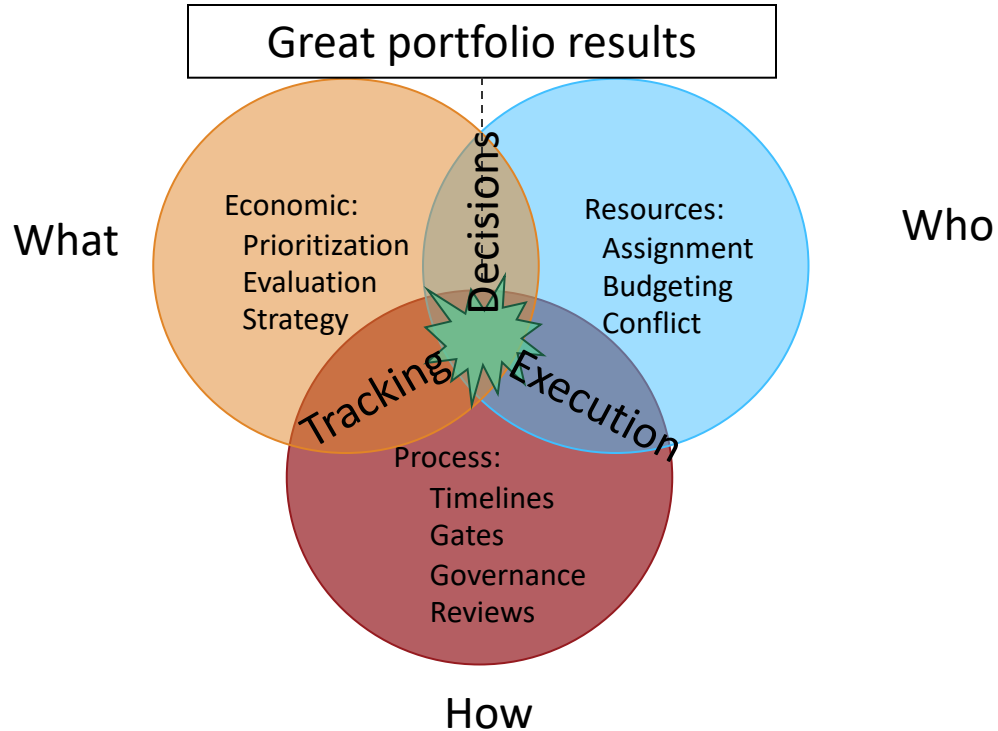 Great portfolio results
Decisions
What
Economic:
Prioritization
Evaluation
Strategy
Resources:
Assignment
Budgeting
Conflict
Who
Tracking
Execution
Process:
Timelines
Gates
Governance
Reviews
How